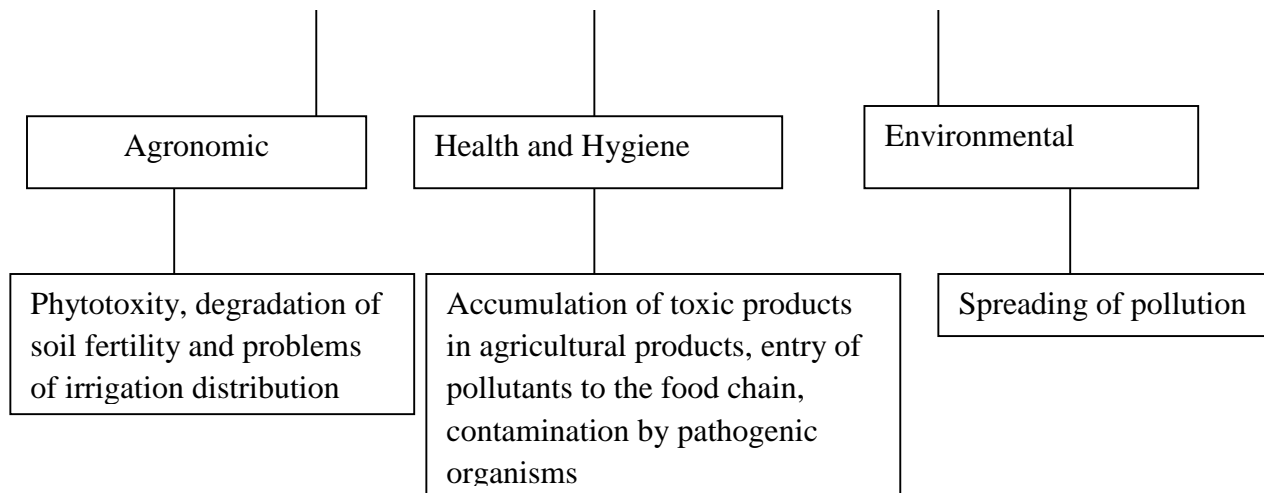 Agronomic
Health and Hygiene
Environmental
Phytotoxity, degradation of
soil fertility and problems
of irrigation distribution
Accumulation of toxic products
in agricultural products, entry of
pollutants to the food chain,
contamination by pathogenic
organisms
Spreading of pollution